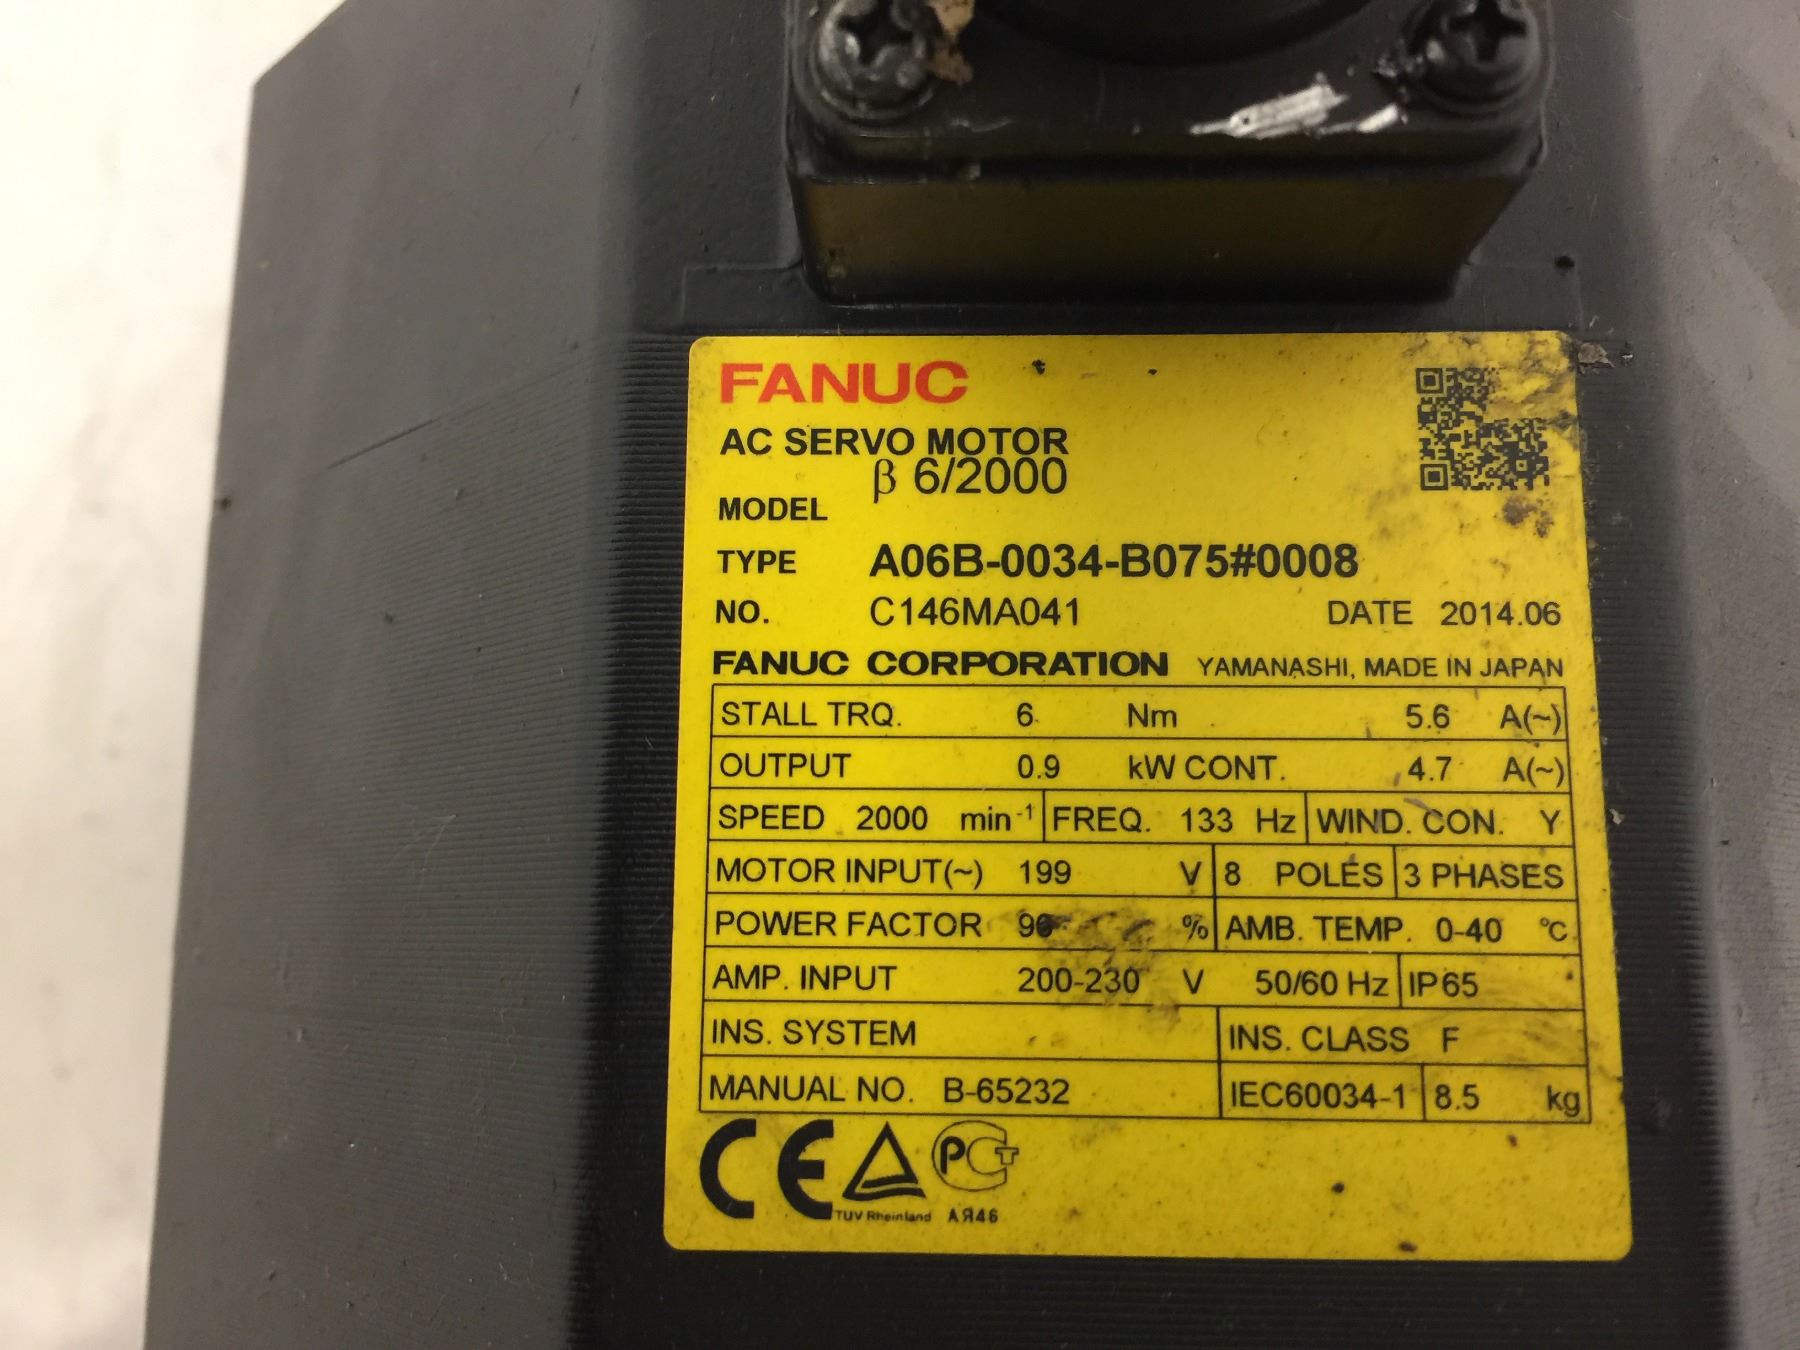 FANUC
AC SERVO MOTOR
β 6/2000
MODEL
TYPE A06B-0034-B075#0008
NO. C146MA041 DATE 2014.06
FANUC CORPORATION YAMANASHI, MADE IN JAPAN
STALL TRQ. 6 Nm 5.6 A(~)
OUTPUT 0.9 kW CONT. 4.7 A(~)
SPEED 2000 min⁻¹ FREQ. 133 Hz WIND. CON. Y
MOTOR INPUT(~) 199 V 8 POLES 3 PHASES
POWER FACTOR % AMB. TEMP. 0-40 ℃
AMP. INPUT 200-230 V 50/60 Hz IP65
INS. SYSTEM INS. CLASS F
MANUAL NO. B-65232 IEC60034-1 8.5 kg
CE
TUV Rheinland АЯ46